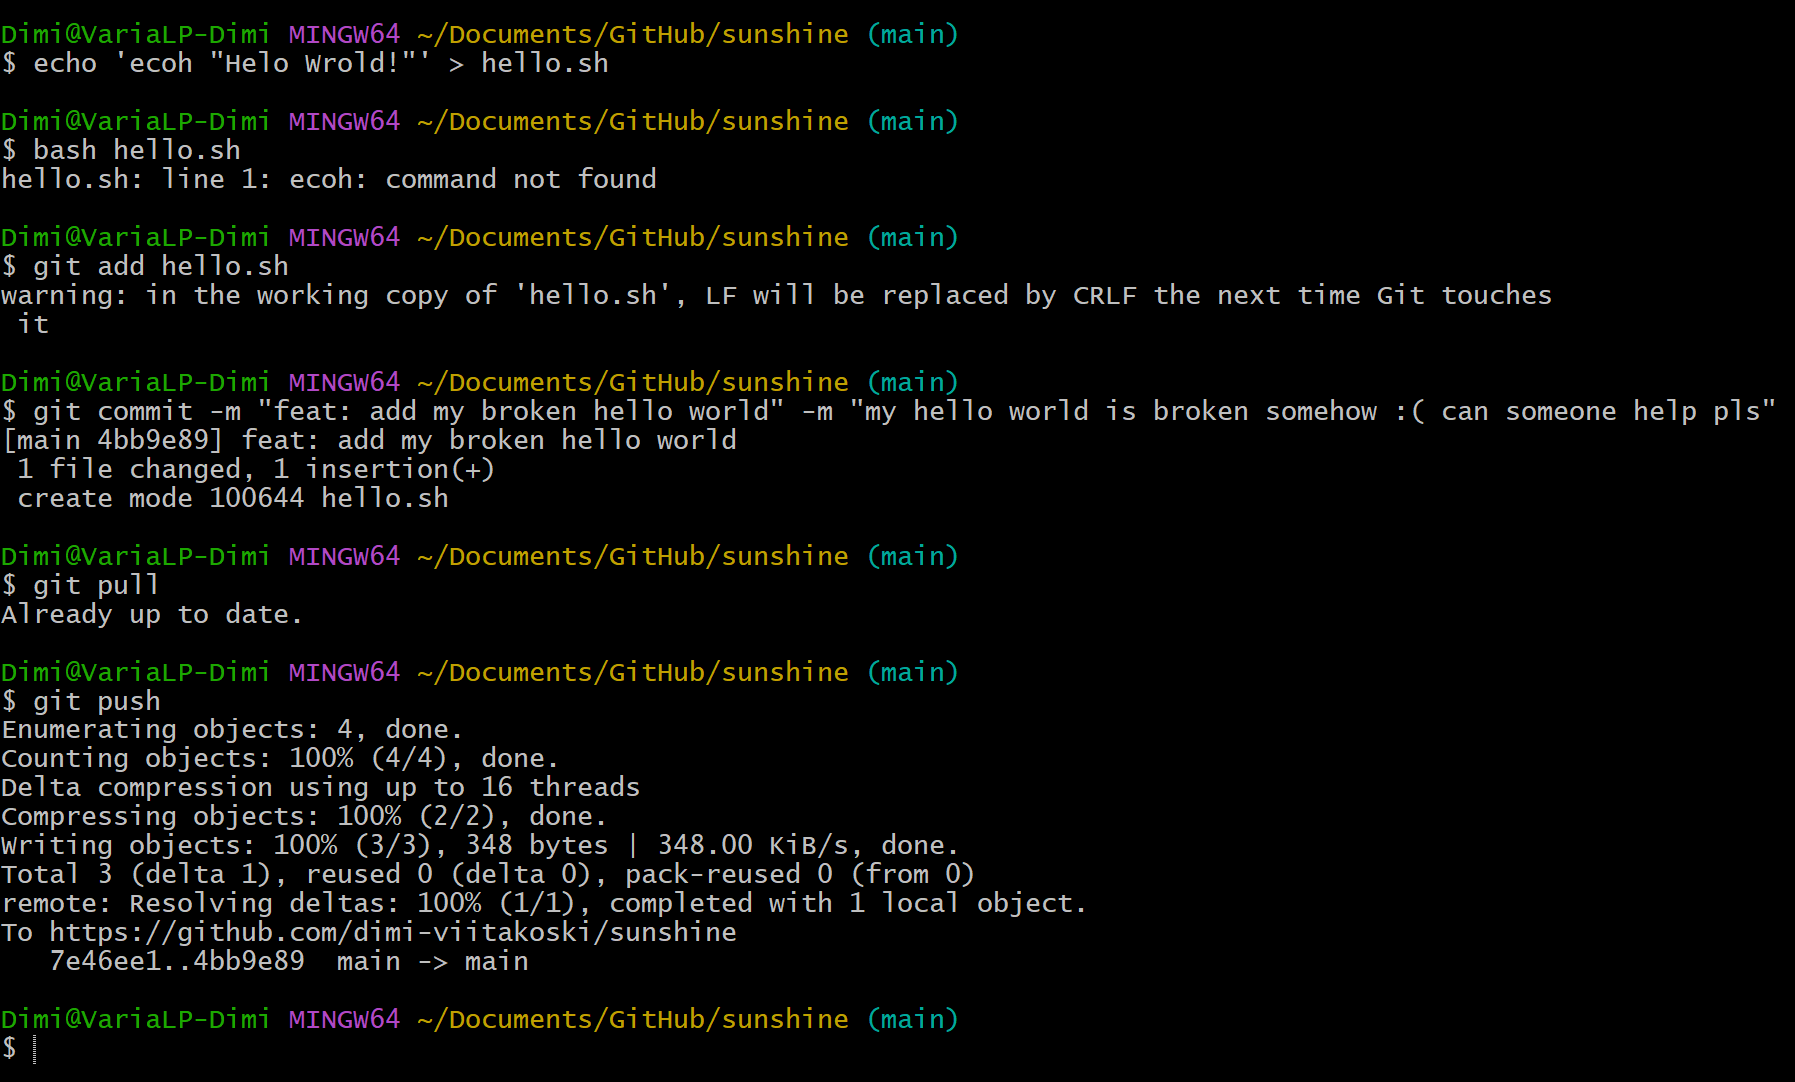 Dimi@VariaLP-Dimi MINGW64 ~/Documents/GitHub/sunshine (main)
$ echo 'ecoh "Helo Wrold!"' > hello.sh
Dimi@VariaLP-Dimi MINGW64 ~/Documents/GitHub/sunshine (main)
$ bash hello.sh
hello.sh: line 1: ecoh: command not found
Dimi@VariaLP-Dimi MINGW64 ~/Documents/GitHub/sunshine (main)
$ git add hello.sh
warning: in the working copy of 'hello.sh', LF will be replaced by CRLF the next time Git touches
 it
Dimi@VariaLP-Dimi MINGW64 ~/Documents/GitHub/sunshine (main)
$ git commit -m "feat: add my broken hello world" -m "my hello world is broken somehow :( can someone help pls"
[main 4bb9e89] feat: add my broken hello world
 1 file changed, 1 insertion(+)
 create mode 100644 hello.sh
Dimi@VariaLP-Dimi MINGW64 ~/Documents/GitHub/sunshine (main)
$ git pull
Already up to date.
Dimi@VariaLP-Dimi MINGW64 ~/Documents/GitHub/sunshine (main)
$ git push
Enumerating objects: 4, done.
Counting objects: 100% (4/4), done.
Delta compression using up to 16 threads
Compressing objects: 100% (2/2), done.
Writing objects: 100% (3/3), 348 bytes | 348.00 KiB/s, done.
Total 3 (delta 1), reused 0 (delta 0), pack-reused 0 (from 0)
remote: Resolving deltas: 100% (1/1), completed with 1 local object.
To https://github.com/dimi-viitakoski/sunshine
   7e46ee1..4bb9e89  main -> main
Dimi@VariaLP-Dimi MINGW64 ~/Documents/GitHub/sunshine (main)
$